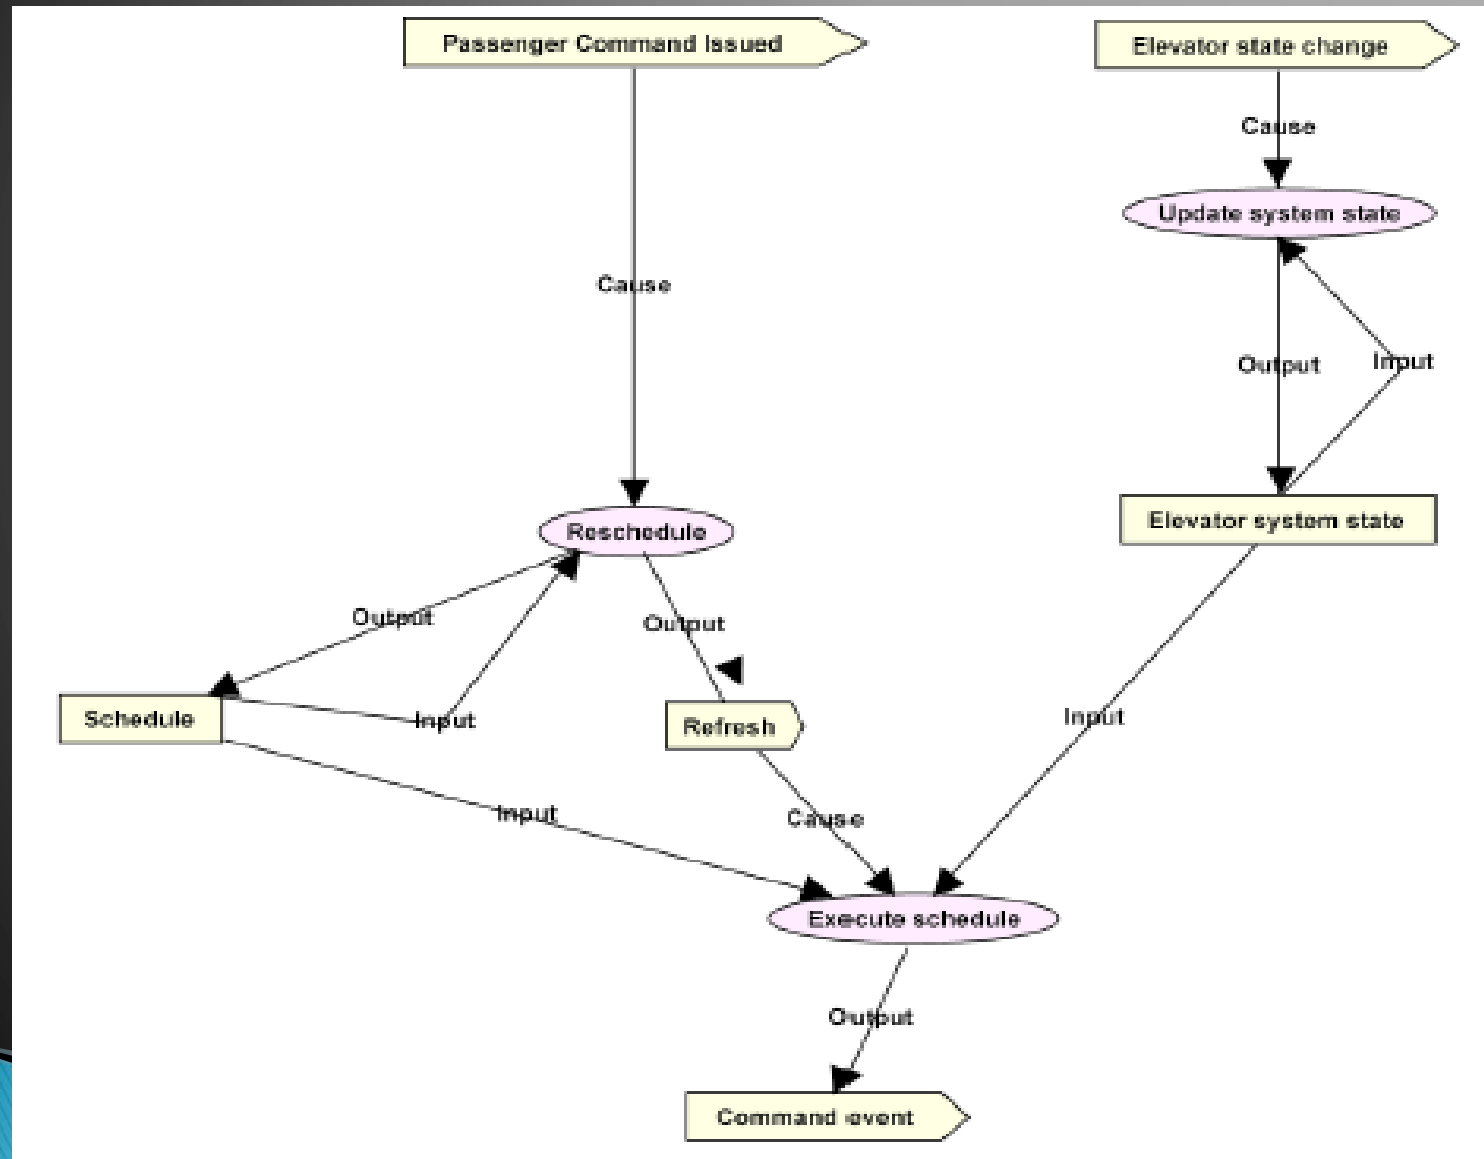 Passenger Command Issued
Elevator state change
Cause
Update system state
Cause
Output
Input
Elevator system state
Reschedule
Output
Output
Schedule
Input
Refresh
Input
Input
Cause
Execute schedule
Output
Command event